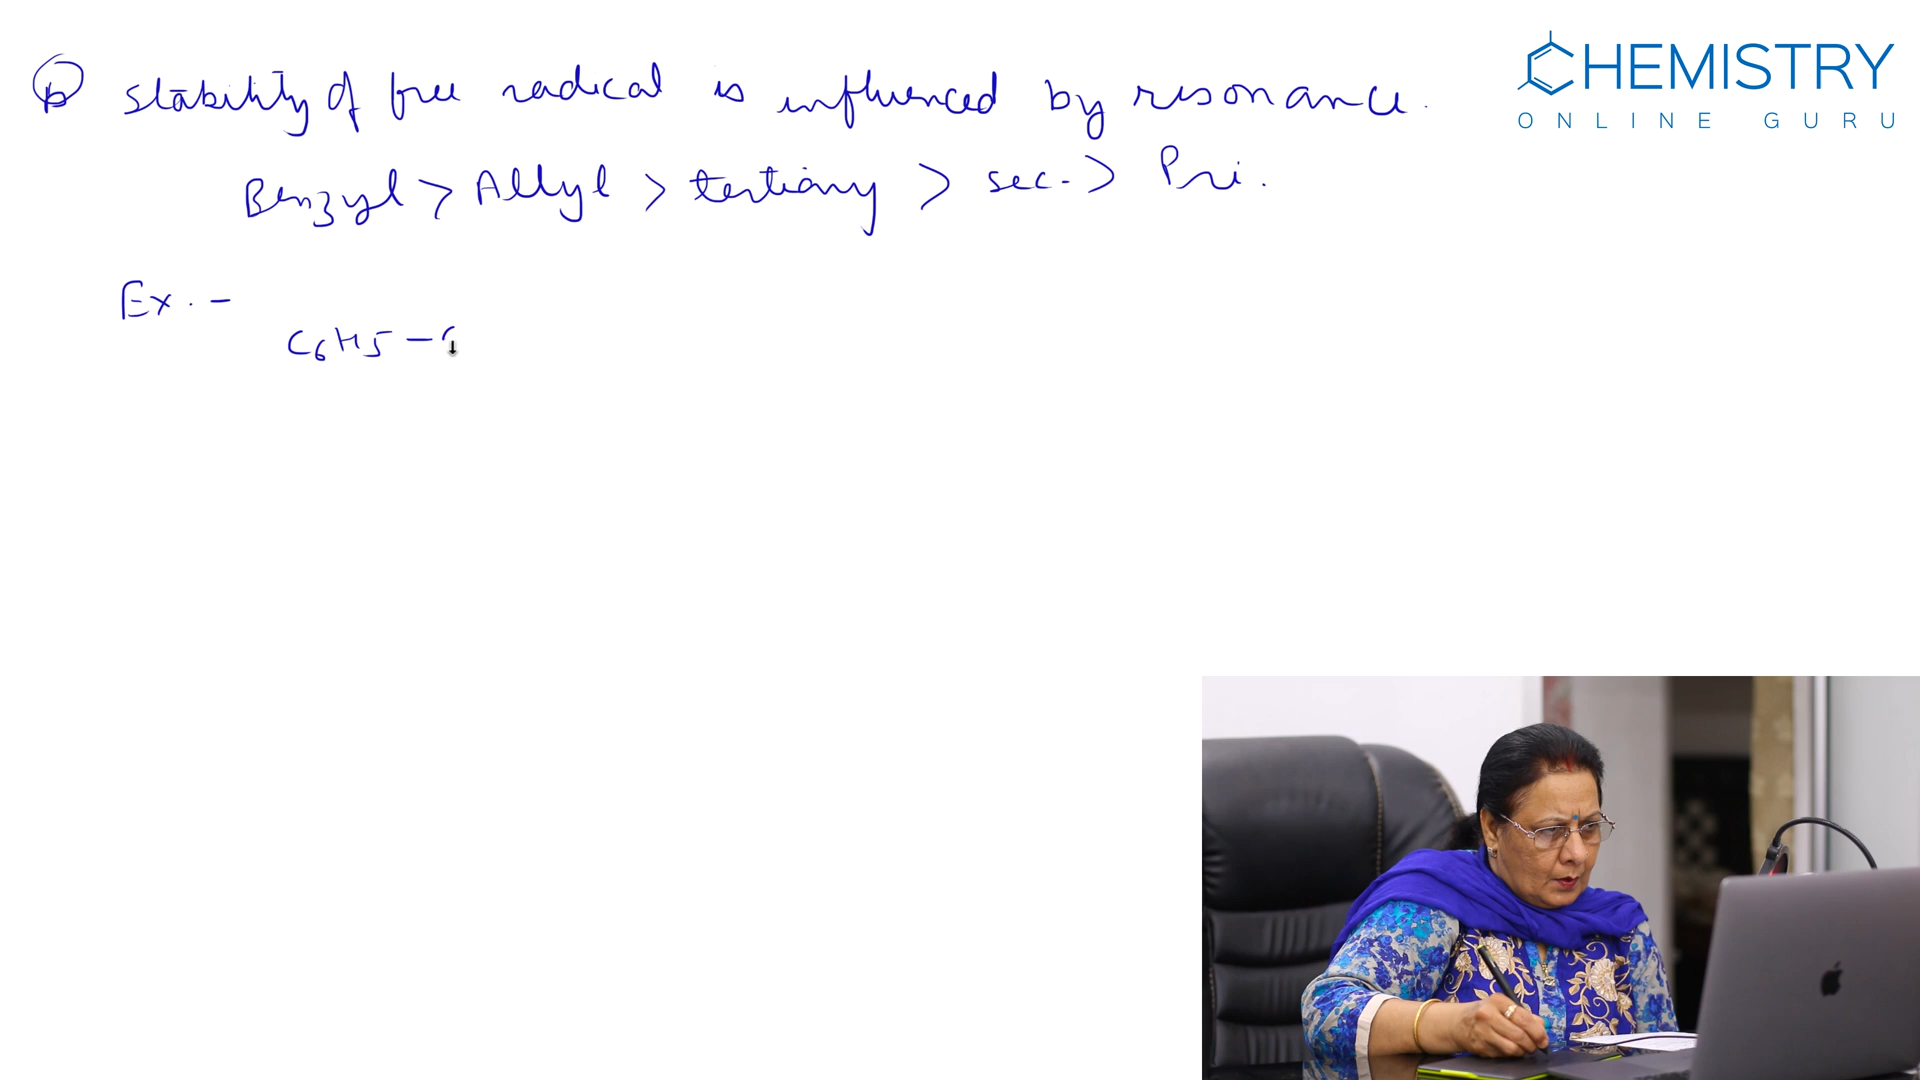 CHEMISTRY
ONLINE GURU
b stability of free radical is influenced by resonance.
Benzyl > Allyl > tertiary > sec. > Pri.
Ex. -
C6H5 -